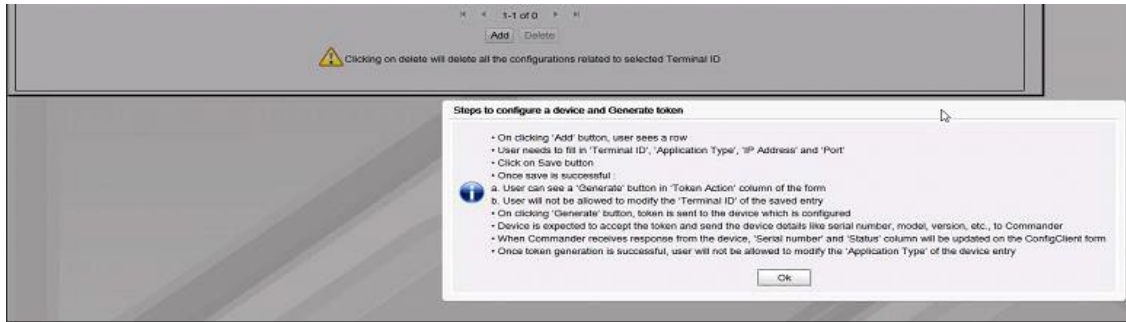 1-1 of 0
Add Delete
Clicking on delete will delete all the configurations related to selected Terminal ID
Steps to configure a device and Generate token
• On clicking 'Add' button, user sees a row
• User needs to fill in 'Terminal ID', 'Application Type', 'IP Address' and 'Port'
• Click on Save button
• Once save is successful :
a. User can see a 'Generate' button in 'Token Action' column of the form
b. User will not be allowed to modify the 'Terminal ID' of the saved entry
• On clicking 'Generate' button, token is sent to the device which is configured
• Device is expected to accept the token and send the device details like serial number, model, version, etc., to Commander
• When Commander receives response from the device, 'Serial number' and 'Status' column will be updated on the ConfigClient form
• Once token generation is successful, user will not be allowed to modify the 'Application Type' of the device entry
Ok